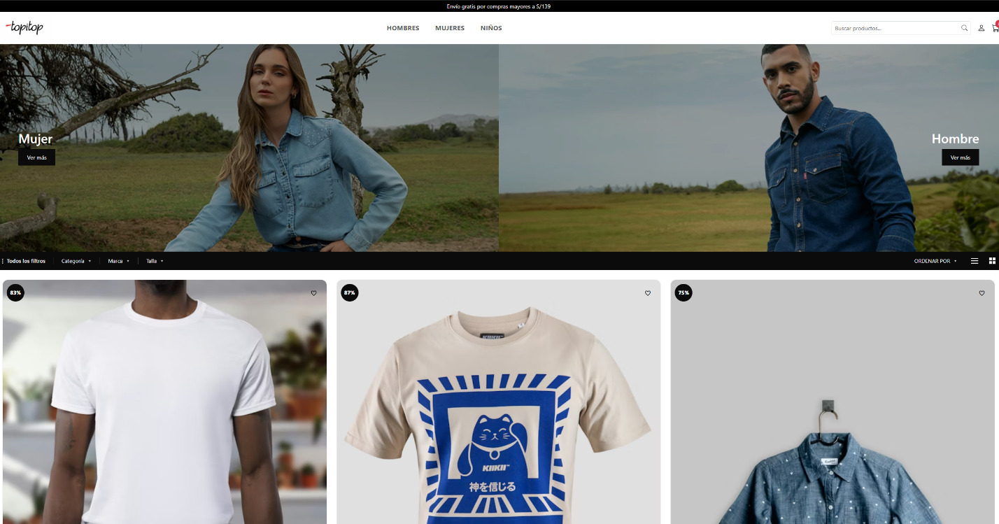 Envío gratis por compras mayores a S/139
topitop
HOMBRES MUJERES NIÑOS
Buscar productos...
Mujer
Ver más
Hombre
Ver más
Todos los filtros Categoría Marca Talla ORDENAR POR
83%
87%
75%
KIIKII
KIIKII
神を信じる